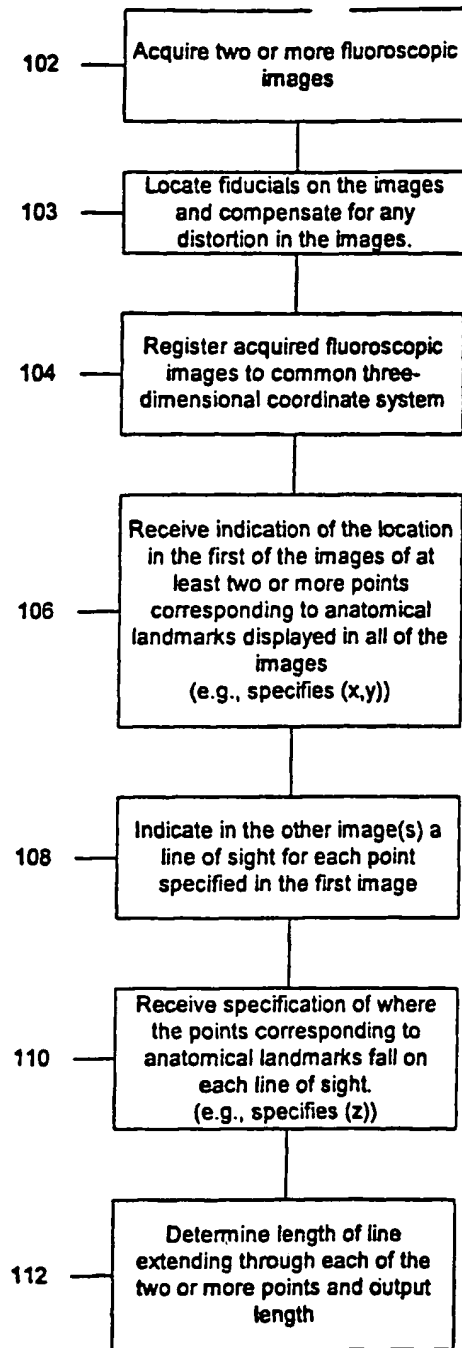 102
Acquire two or more fluoroscopic
images
103
Locate fiducials on the images
and compensate for any
distortion in the images.
104
Register acquired fluoroscopic
images to common three-
dimensional coordinate system
106
Receive indication of the location
in the first of the images of at
least two or more points
corresponding to anatomical
landmarks displayed in all of the
images
(e.g., specifies (x,y))
108
Indicate in the other image(s) a
line of sight for each point
specified in the first image
110
Receive specification of where
the points corresponding to
anatomical landmarks fall on
each line of sight.
(e.g., specifies (z))
112
Determine length of line
extending through each of the
two or more points and output
length